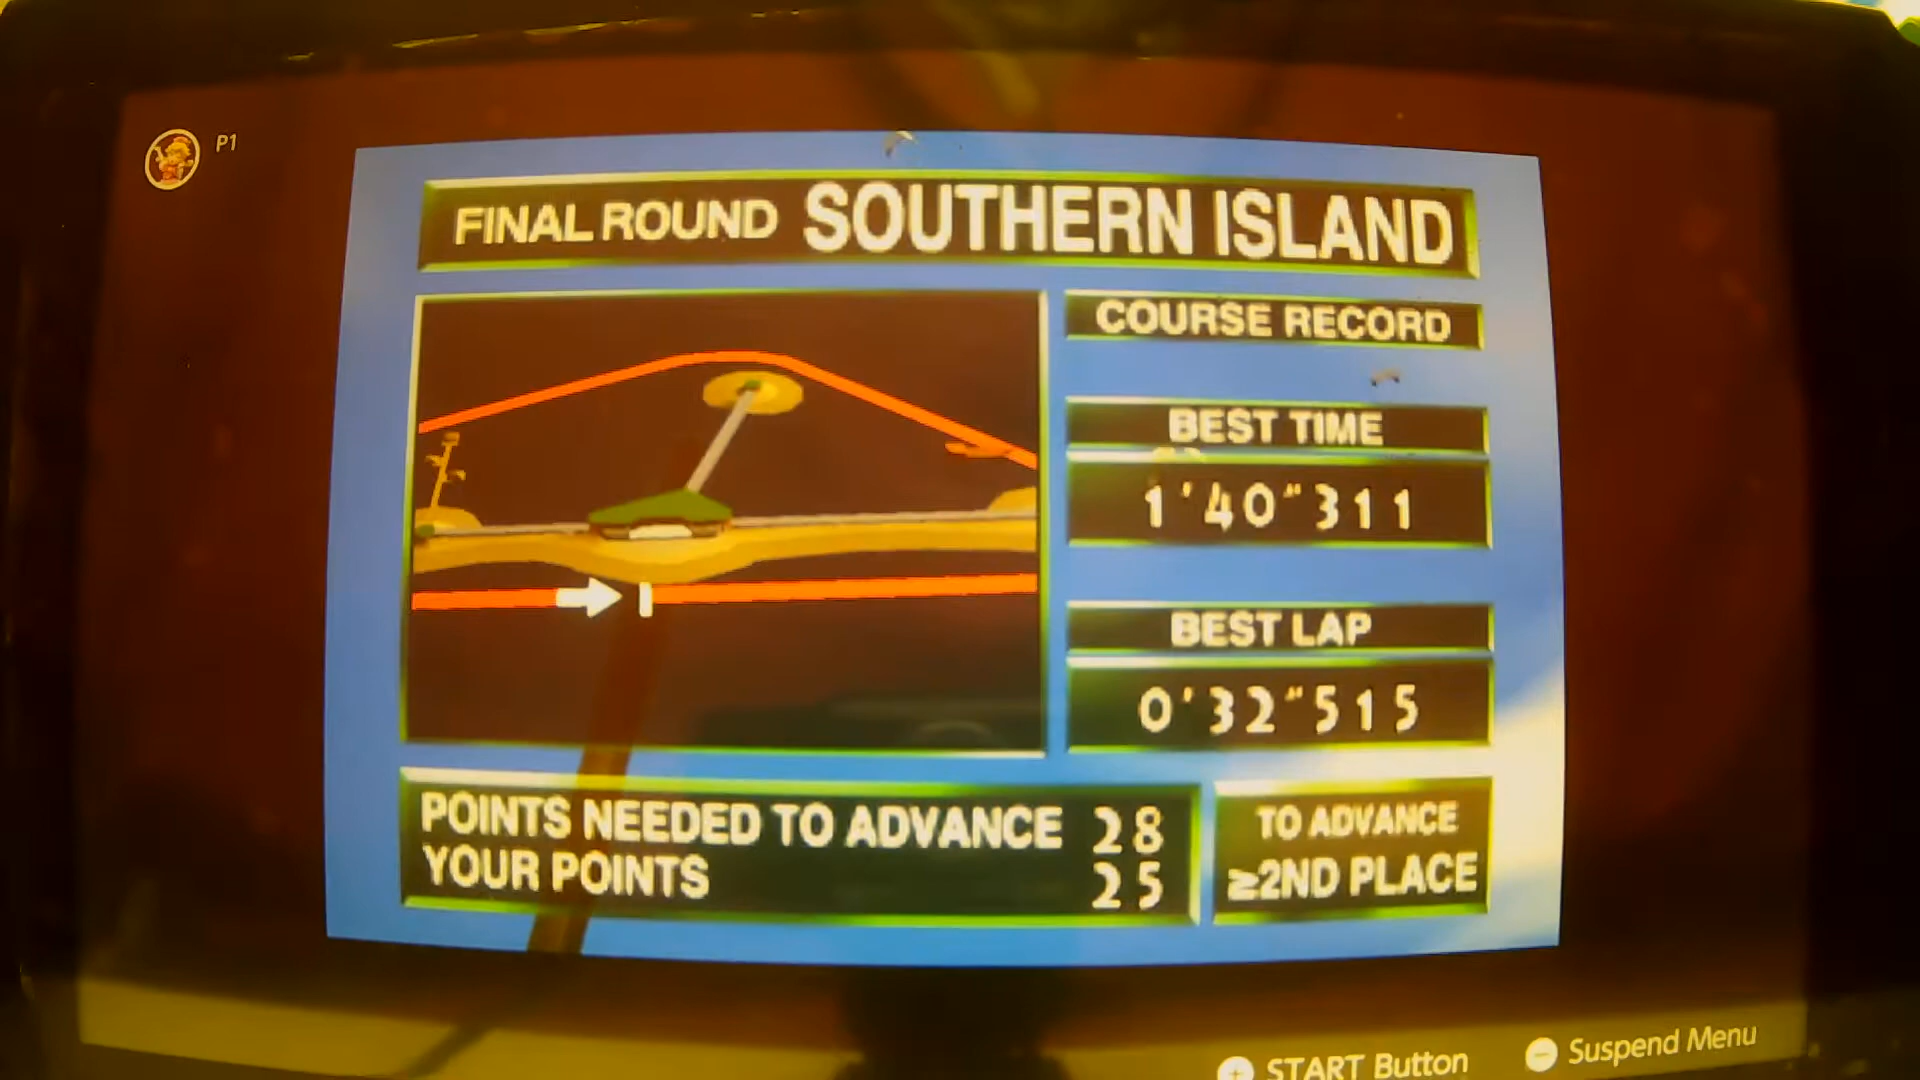 P1
FINAL ROUND SOUTHERN ISLAND
COURSE RECORD
BEST TIME
1'40"311
BEST LAP
0'32"515
POINTS NEEDED TO ADVANCE 28
YOUR POINTS 25
TO ADVANCE
≥2ND PLACE
START Button
Suspend Menu